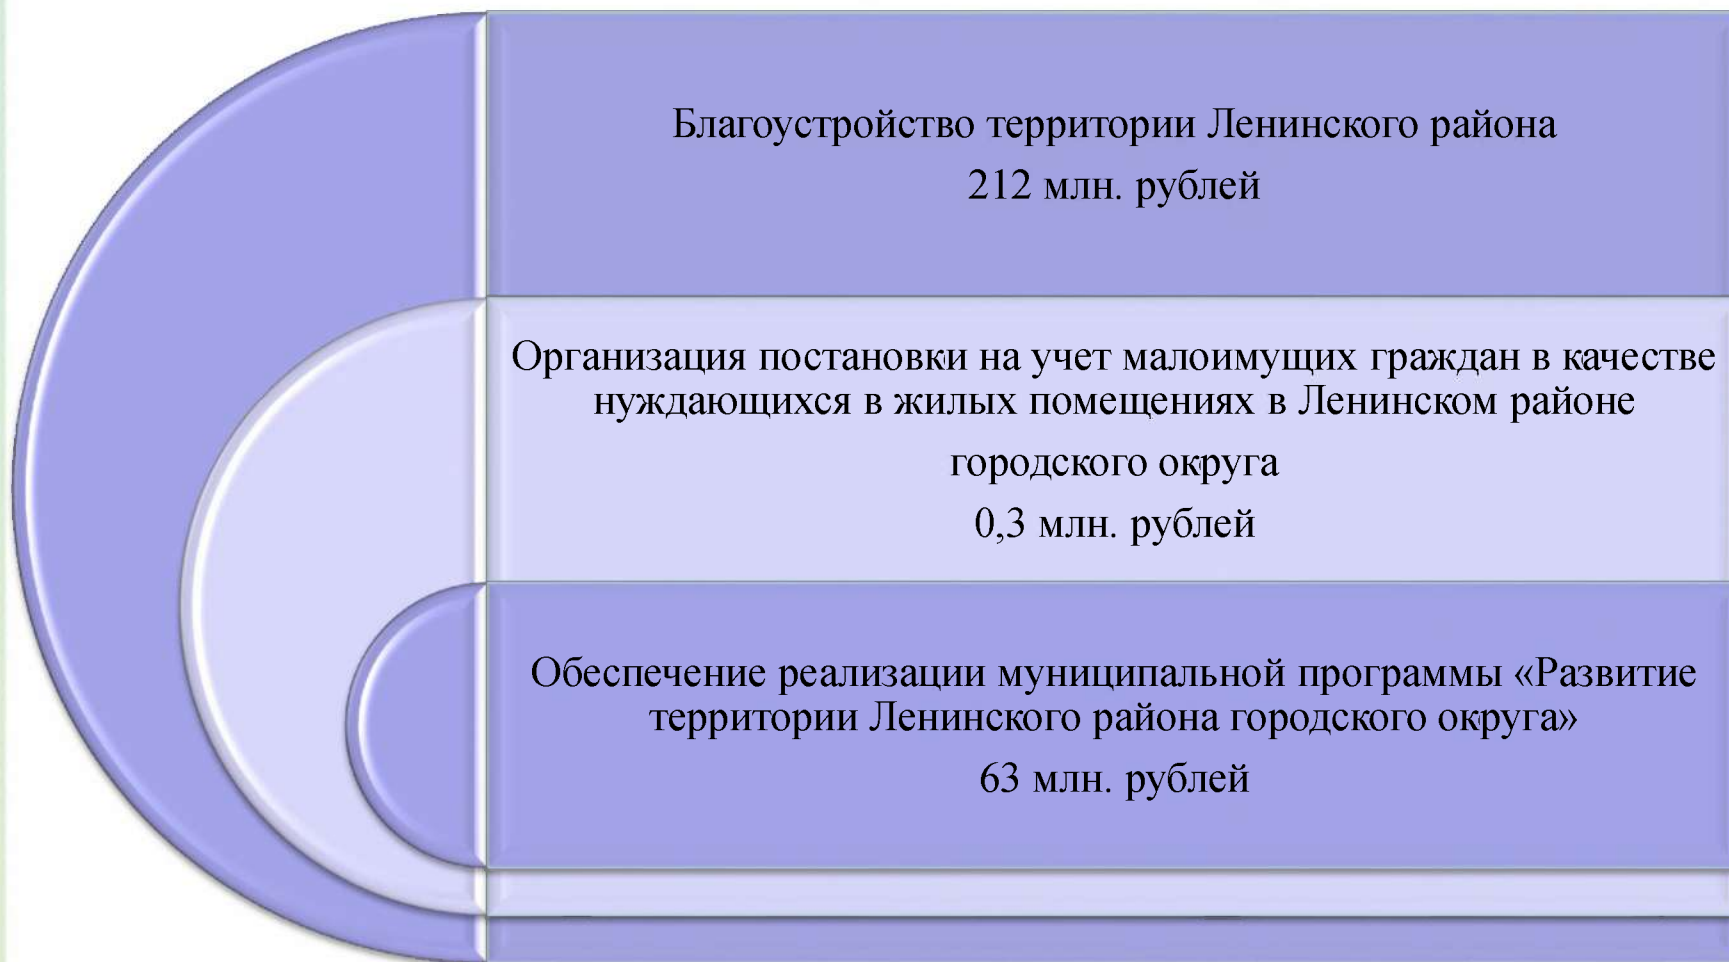 Благоустройство территории Ленинского района
212 млн. рублей
Организация постановки на учет малоимущих граждан в качестве
нуждающихся в жилых помещениях в Ленинском районе
городского округа
0,3 млн. рублей
Обеспечение реализации муниципальной программы «Развитие
территории Ленинского района городского округа»
63 млн. рублей